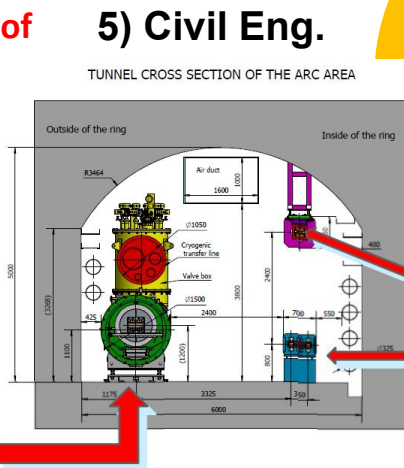 of 5) Civil Eng.
TUNNEL CROSS SECTION OF THE ARC AREA
Outside of the ring
Inside of the ring
R3464
Air duct
1600
1000
Ø1050
Cryogenic
transfer line
Valve box
Ø1500
2400
2400
3800
5000
(3268)
425
1100
(1200)
400
700
550
800
Ø325
1175
3325
350
6000